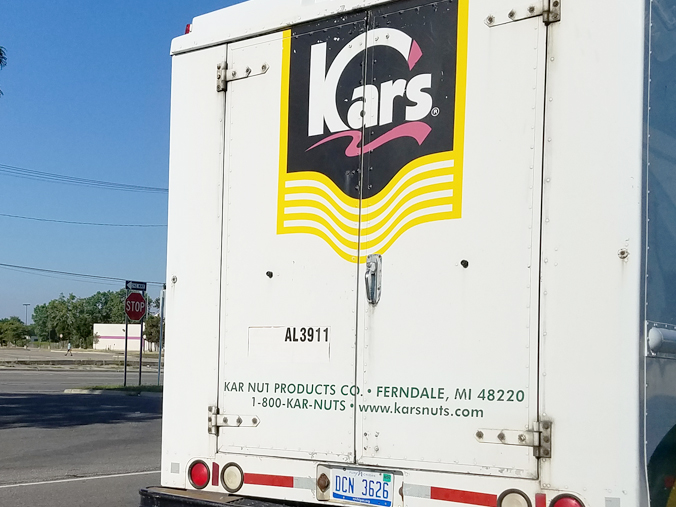 Kars®
AL3911
KAR NUT PRODUCTS CO. • FERNDALE, MI 48220
1-800-KAR-NUTS • www.karsnuts.com
STOP
DCN 3626